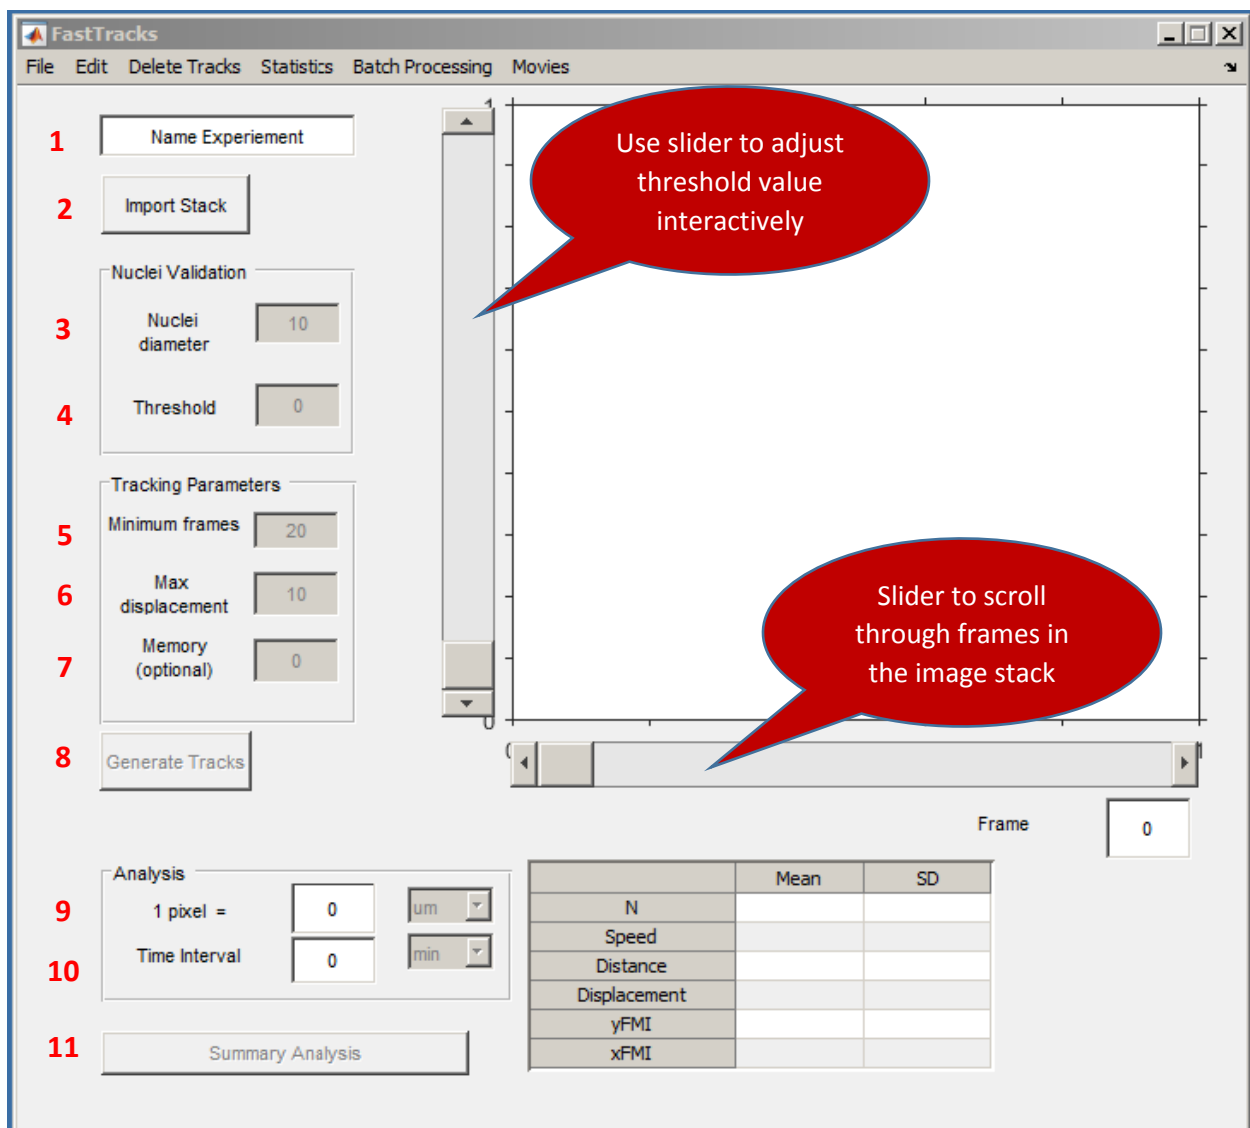 FastTracks
File Edit Delete Tracks Statistics Batch Processing Movies
1 Name Experiement
2 Import Stack
Nuclei Validation
3 Nuclei
diameter 10
4 Threshold 0
Tracking Parameters
5 Minimum frames 20
6 Max
displacement 10
7 Memory
(optional) 0
8 Generate Tracks
1
0
0
1
Use slider to adjust
threshold value
interactively
Slider to scroll
through frames in
the image stack
Frame 0
Analysis
9 1 pixel = 0 um
10 Time Interval 0 min
11 Summary Analysis
Mean SD
N
Speed
Distance
Displacement
yFMI
xFMI